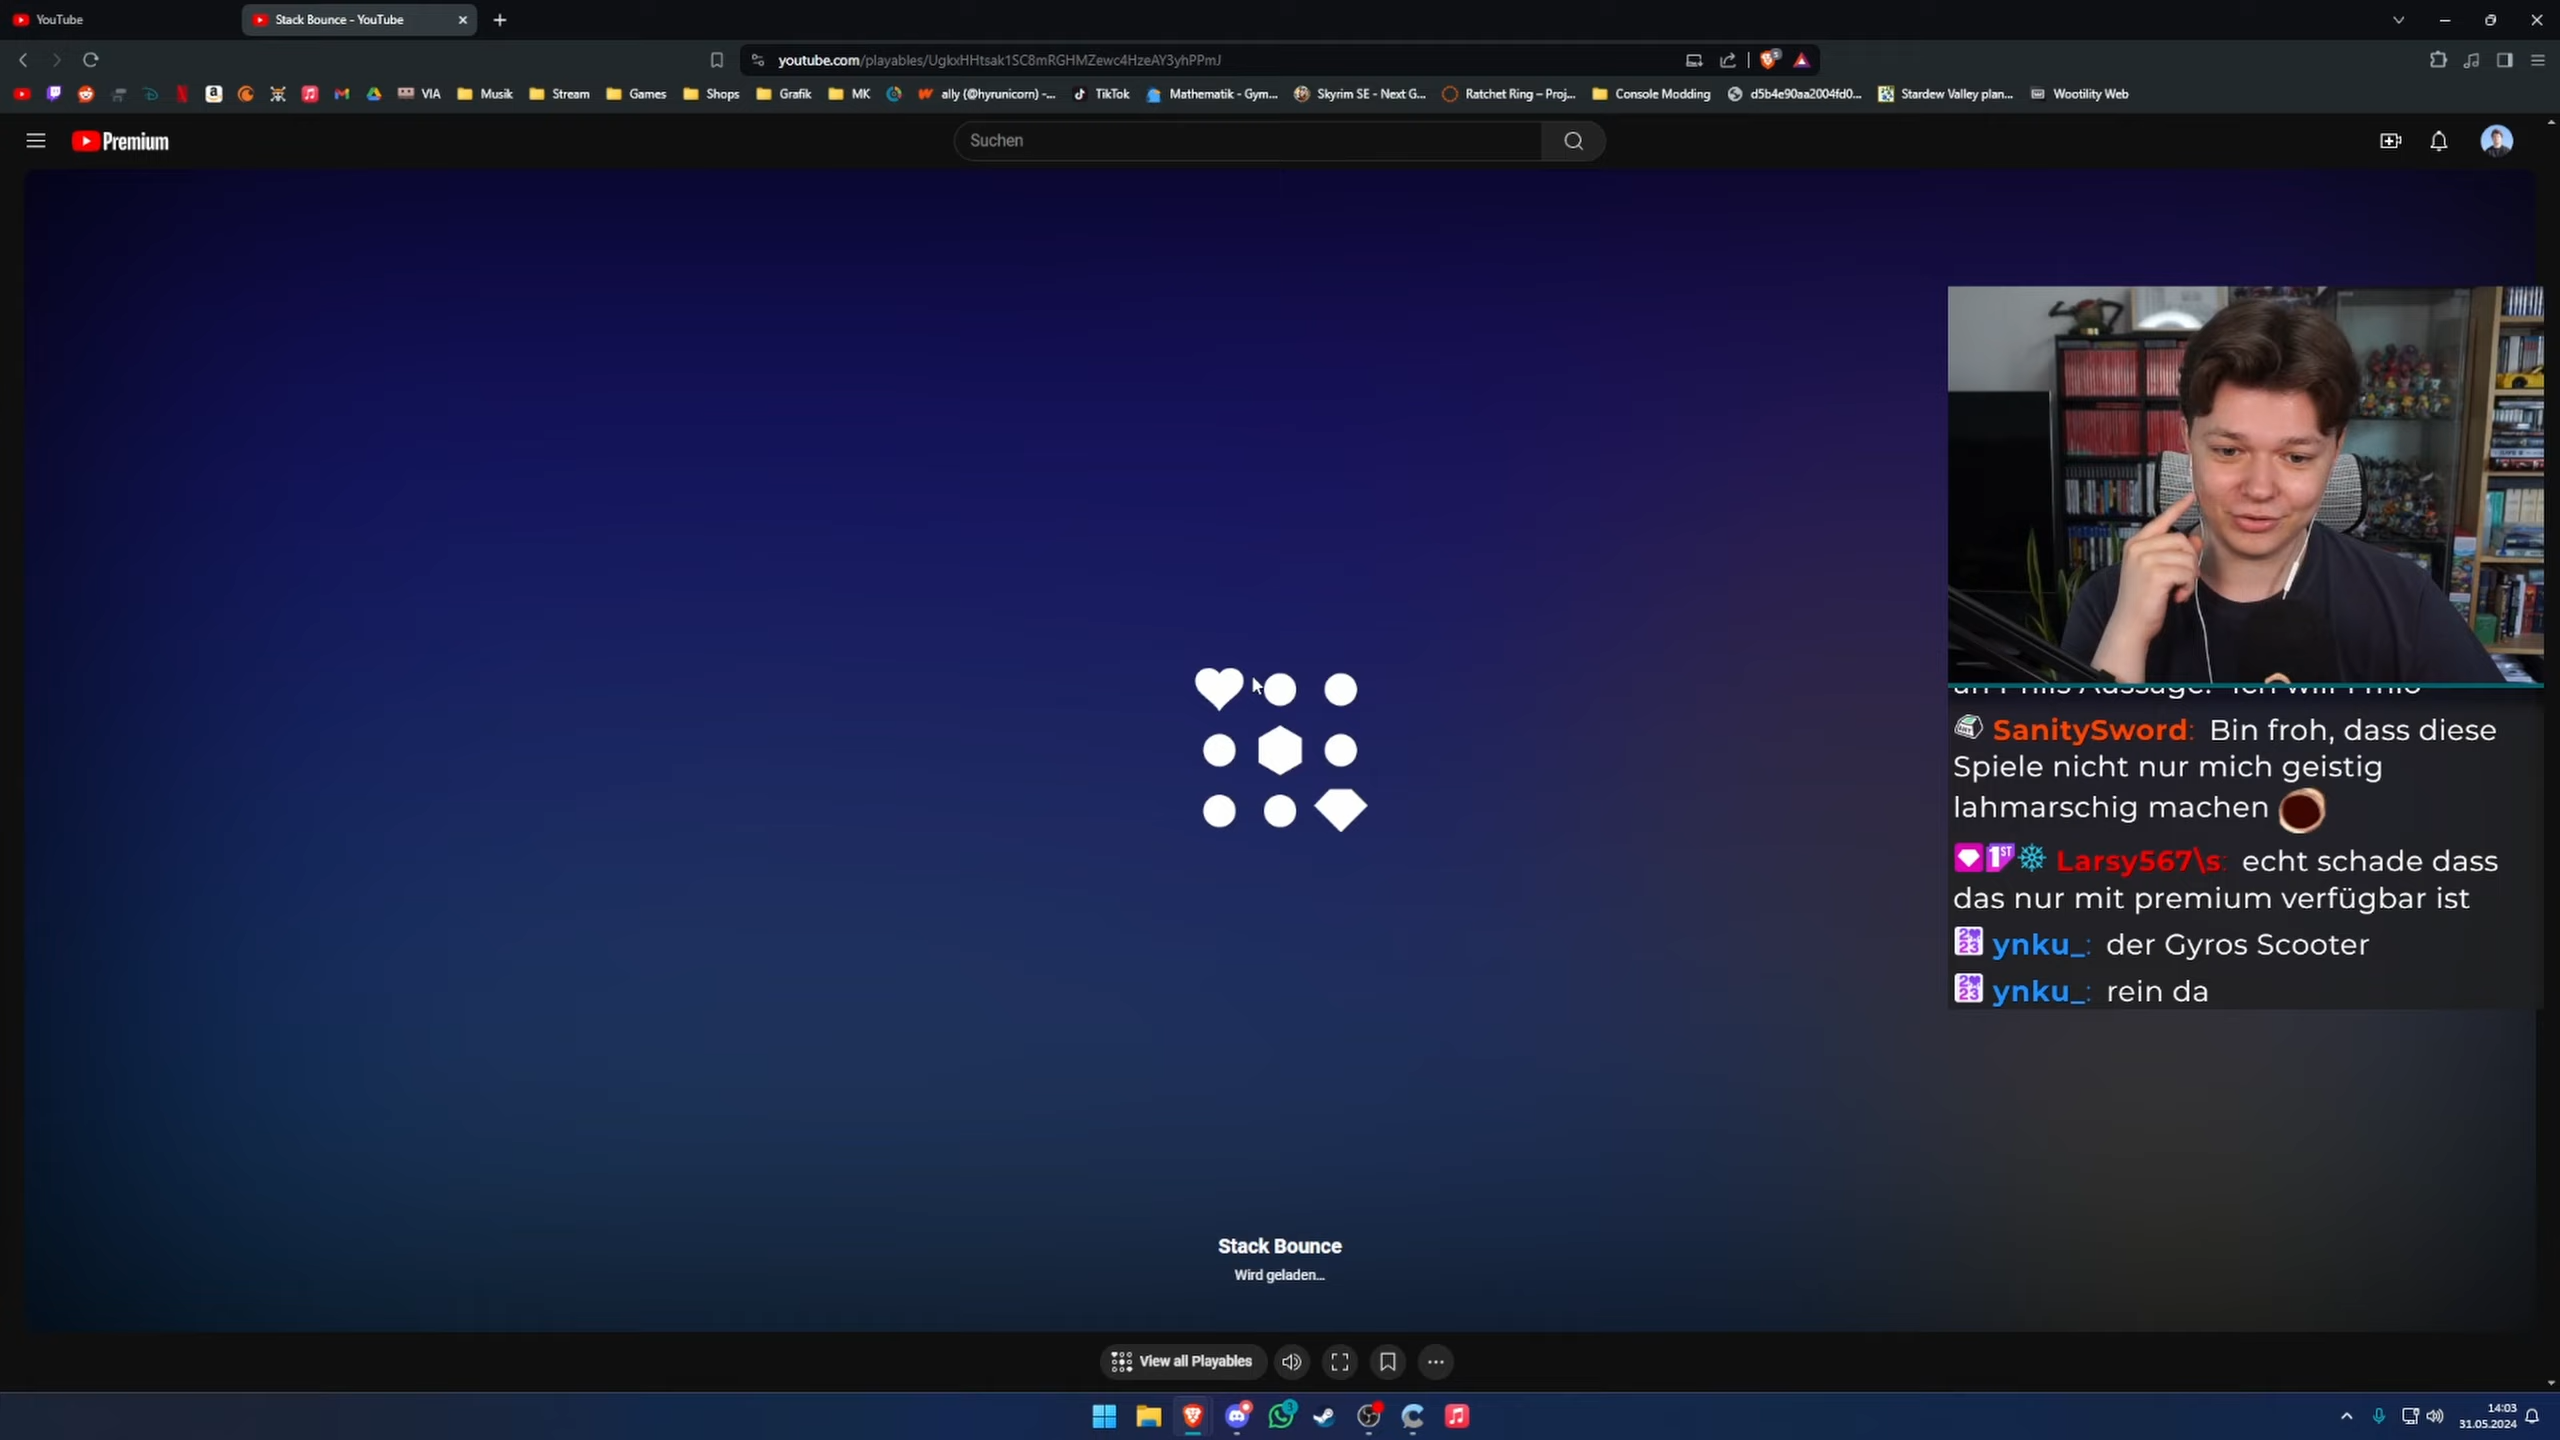 YouTube
Stack Bounce - YouTube
youtube.com/playables/UgkxHHtsak1SC8mRGHMZewc4HzeAY3yhPPmJ
VIA
Musik
Stream
Games
Shops
Grafik
MK
ally (@hyrunicorn) -...
TikTok
Mathematik - Gym...
Skyrim SE - Next G...
Ratchet Ring – Proj...
Console Modding
d5b4e90aa2004fd0...
Stardew Valley plan...
Wootility Web
Premium
Suchen
SanitySword: Bin froh, dass diese
Spiele nicht nur mich geistig
lahmarschig machen
1ST Larsy567\s: echt schade dass
das nur mit premium verfügbar ist
ynku_: der Gyros Scooter
ynku_: rein da
Stack Bounce
Wird geladen...
View all Playables
14:03
31.05.2024